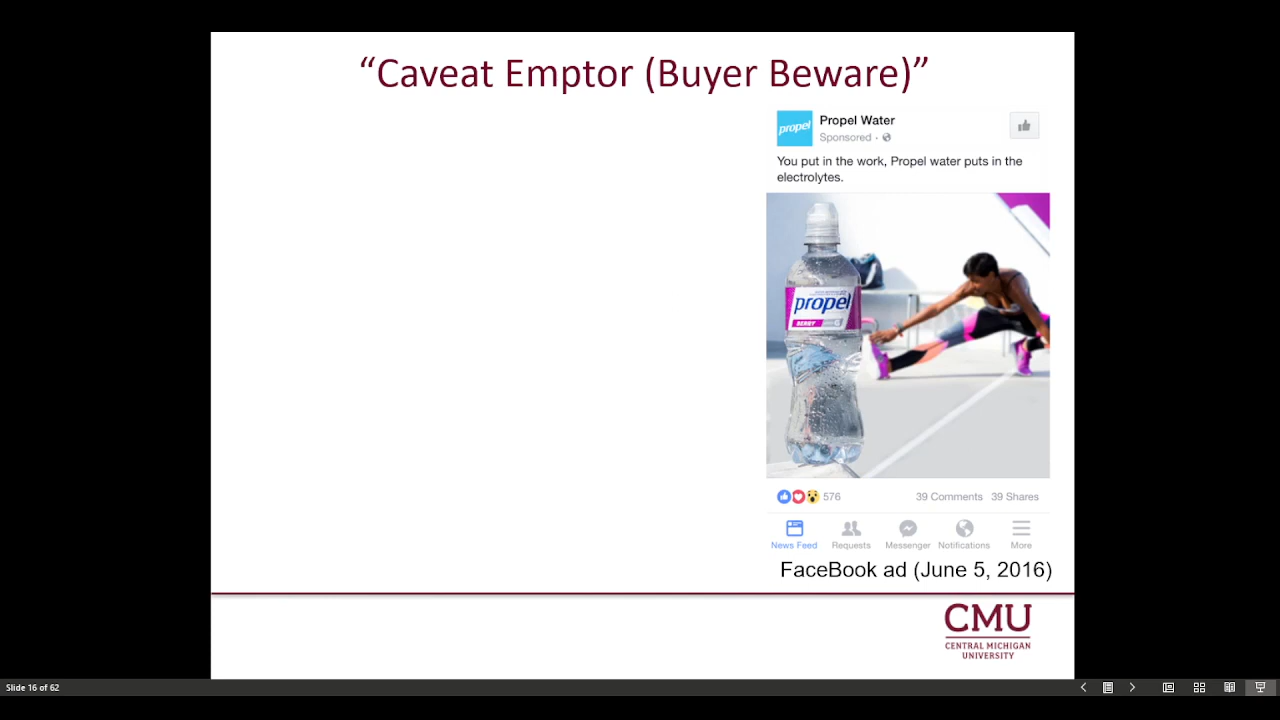 “Caveat Emptor (Buyer Beware)”
propel
Propel Water
Sponsored ·
You put in the work, Propel water puts in the
electrolytes.
propel
BERRY
576
39 Comments 39 Shares
News Feed Requests Messenger Notifications More
FaceBook ad (June 5, 2016)
CMU
CENTRAL MICHIGAN
UNIVERSITY
Slide 16 of 62